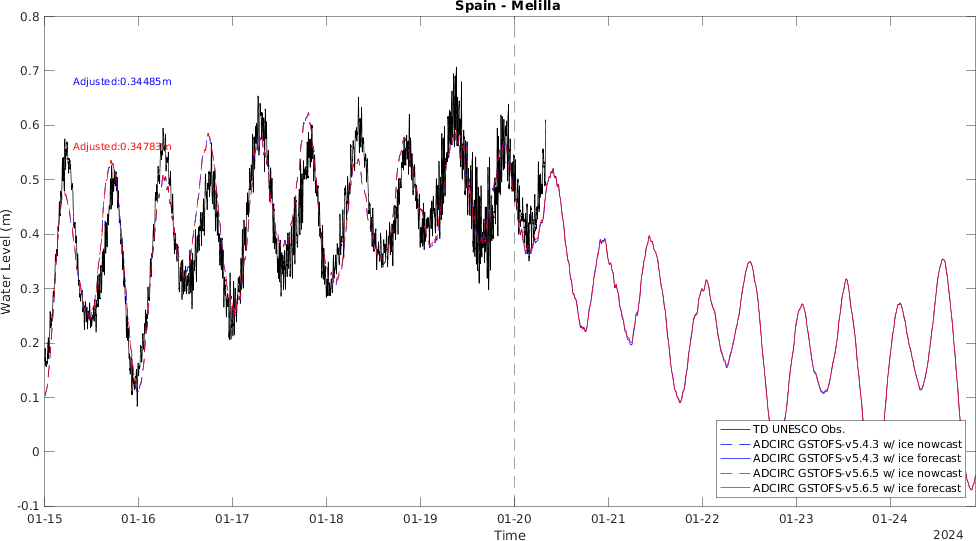 Spain - Melilla
0.8
0.7
0.6
0.5
0.4
0.3
0.2
0.1
0
-0.1
Water Level (m)
Adjusted:0.34485m
Adjusted:0.34783m
TD UNESCO Obs.
ADCIRC GSTOFS-v5.4.3 w/ ice nowcast
ADCIRC GSTOFS-v5.4.3 w/ ice forecast
ADCIRC GSTOFS-v5.6.5 w/ ice nowcast
ADCIRC GSTOFS-v5.6.5 w/ ice forecast
01-15 01-16 01-17 01-18 01-19 01-20 01-21 01-22 01-23 01-24
Time
2024